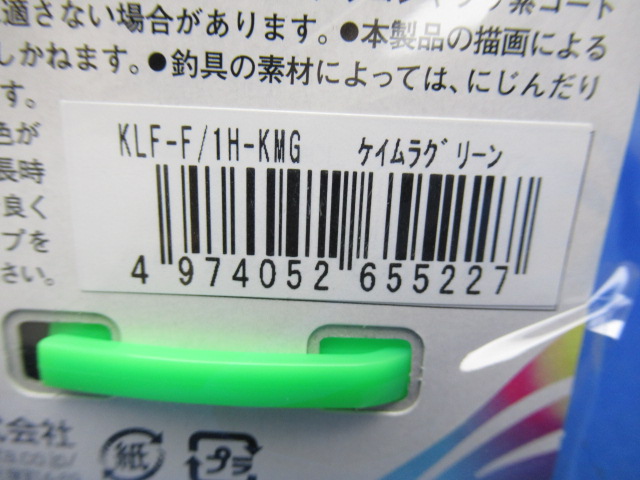 適さない場合があります。●本製品の描画による
しかねます。●釣具の素材によっては、にじんだり
す。
色が
長時
良く
プを
さい。
KLF-F/1H-KMG ケイムラグリーン
4 974052 655227
式会社
紙
プラ